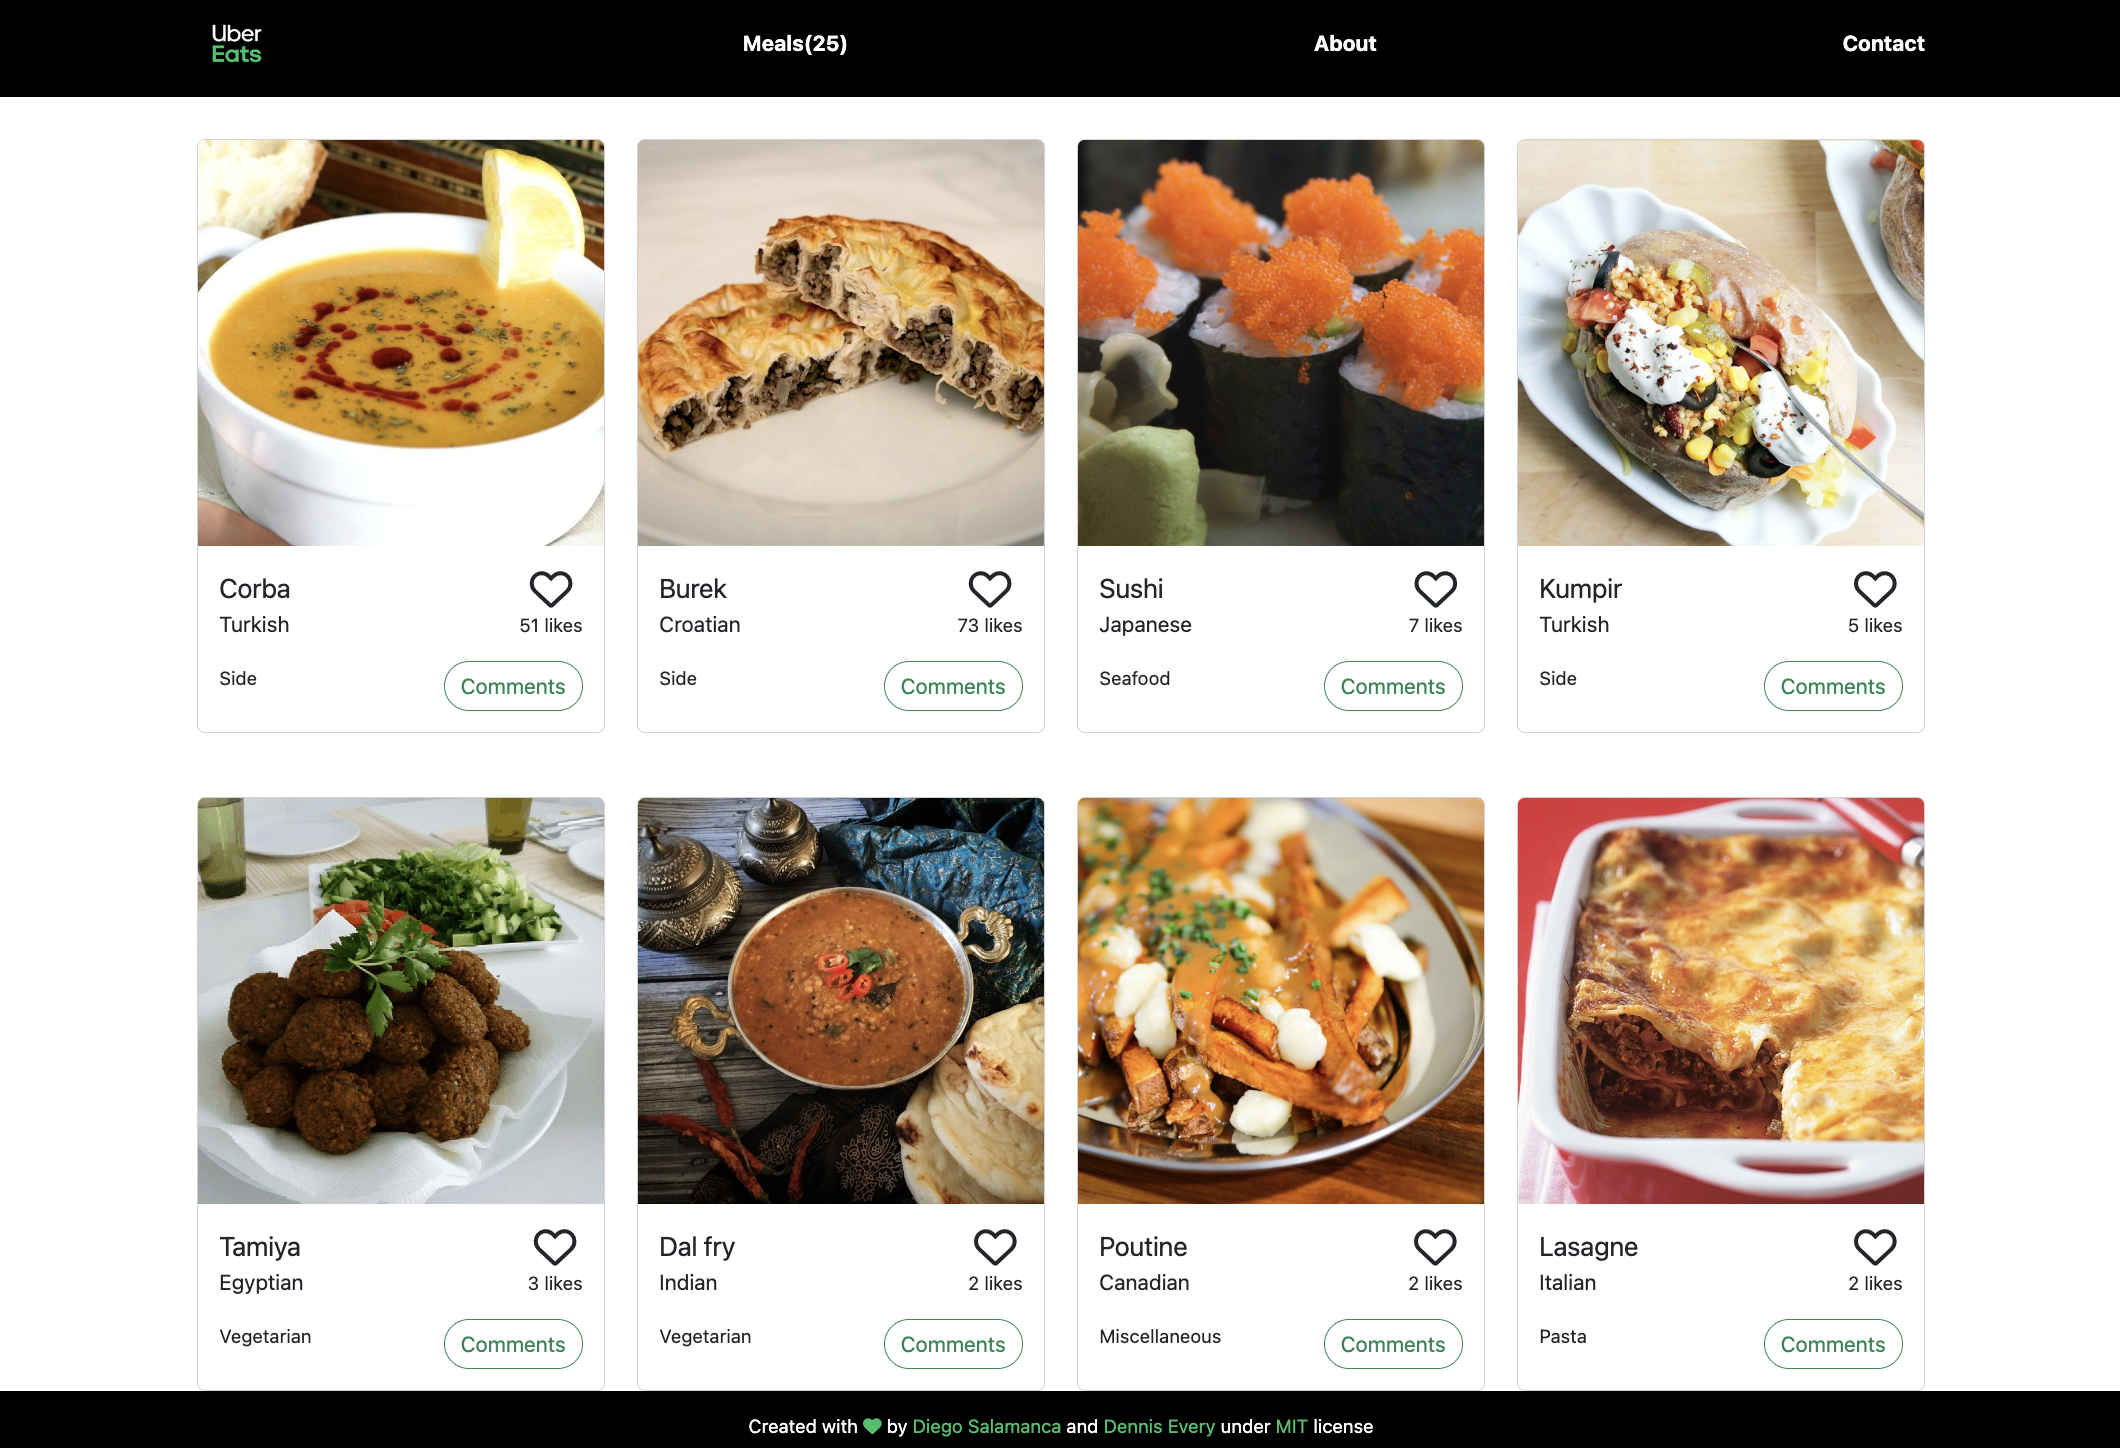 Uber
Eats
Meals(25)
About
Contact
Corba
Turkish
51 likes
Side
Comments
Burek
Croatian
73 likes
Side
Comments
Sushi
Japanese
7 likes
Seafood
Comments
Kumpir
Turkish
5 likes
Side
Comments
Tamiya
Egyptian
3 likes
Vegetarian
Comments
Dal fry
Indian
2 likes
Vegetarian
Comments
Poutine
Canadian
2 likes
Miscellaneous
Comments
Lasagne
Italian
2 likes
Pasta
Comments
Created with by Diego Salamanca and Dennis Every under MIT license